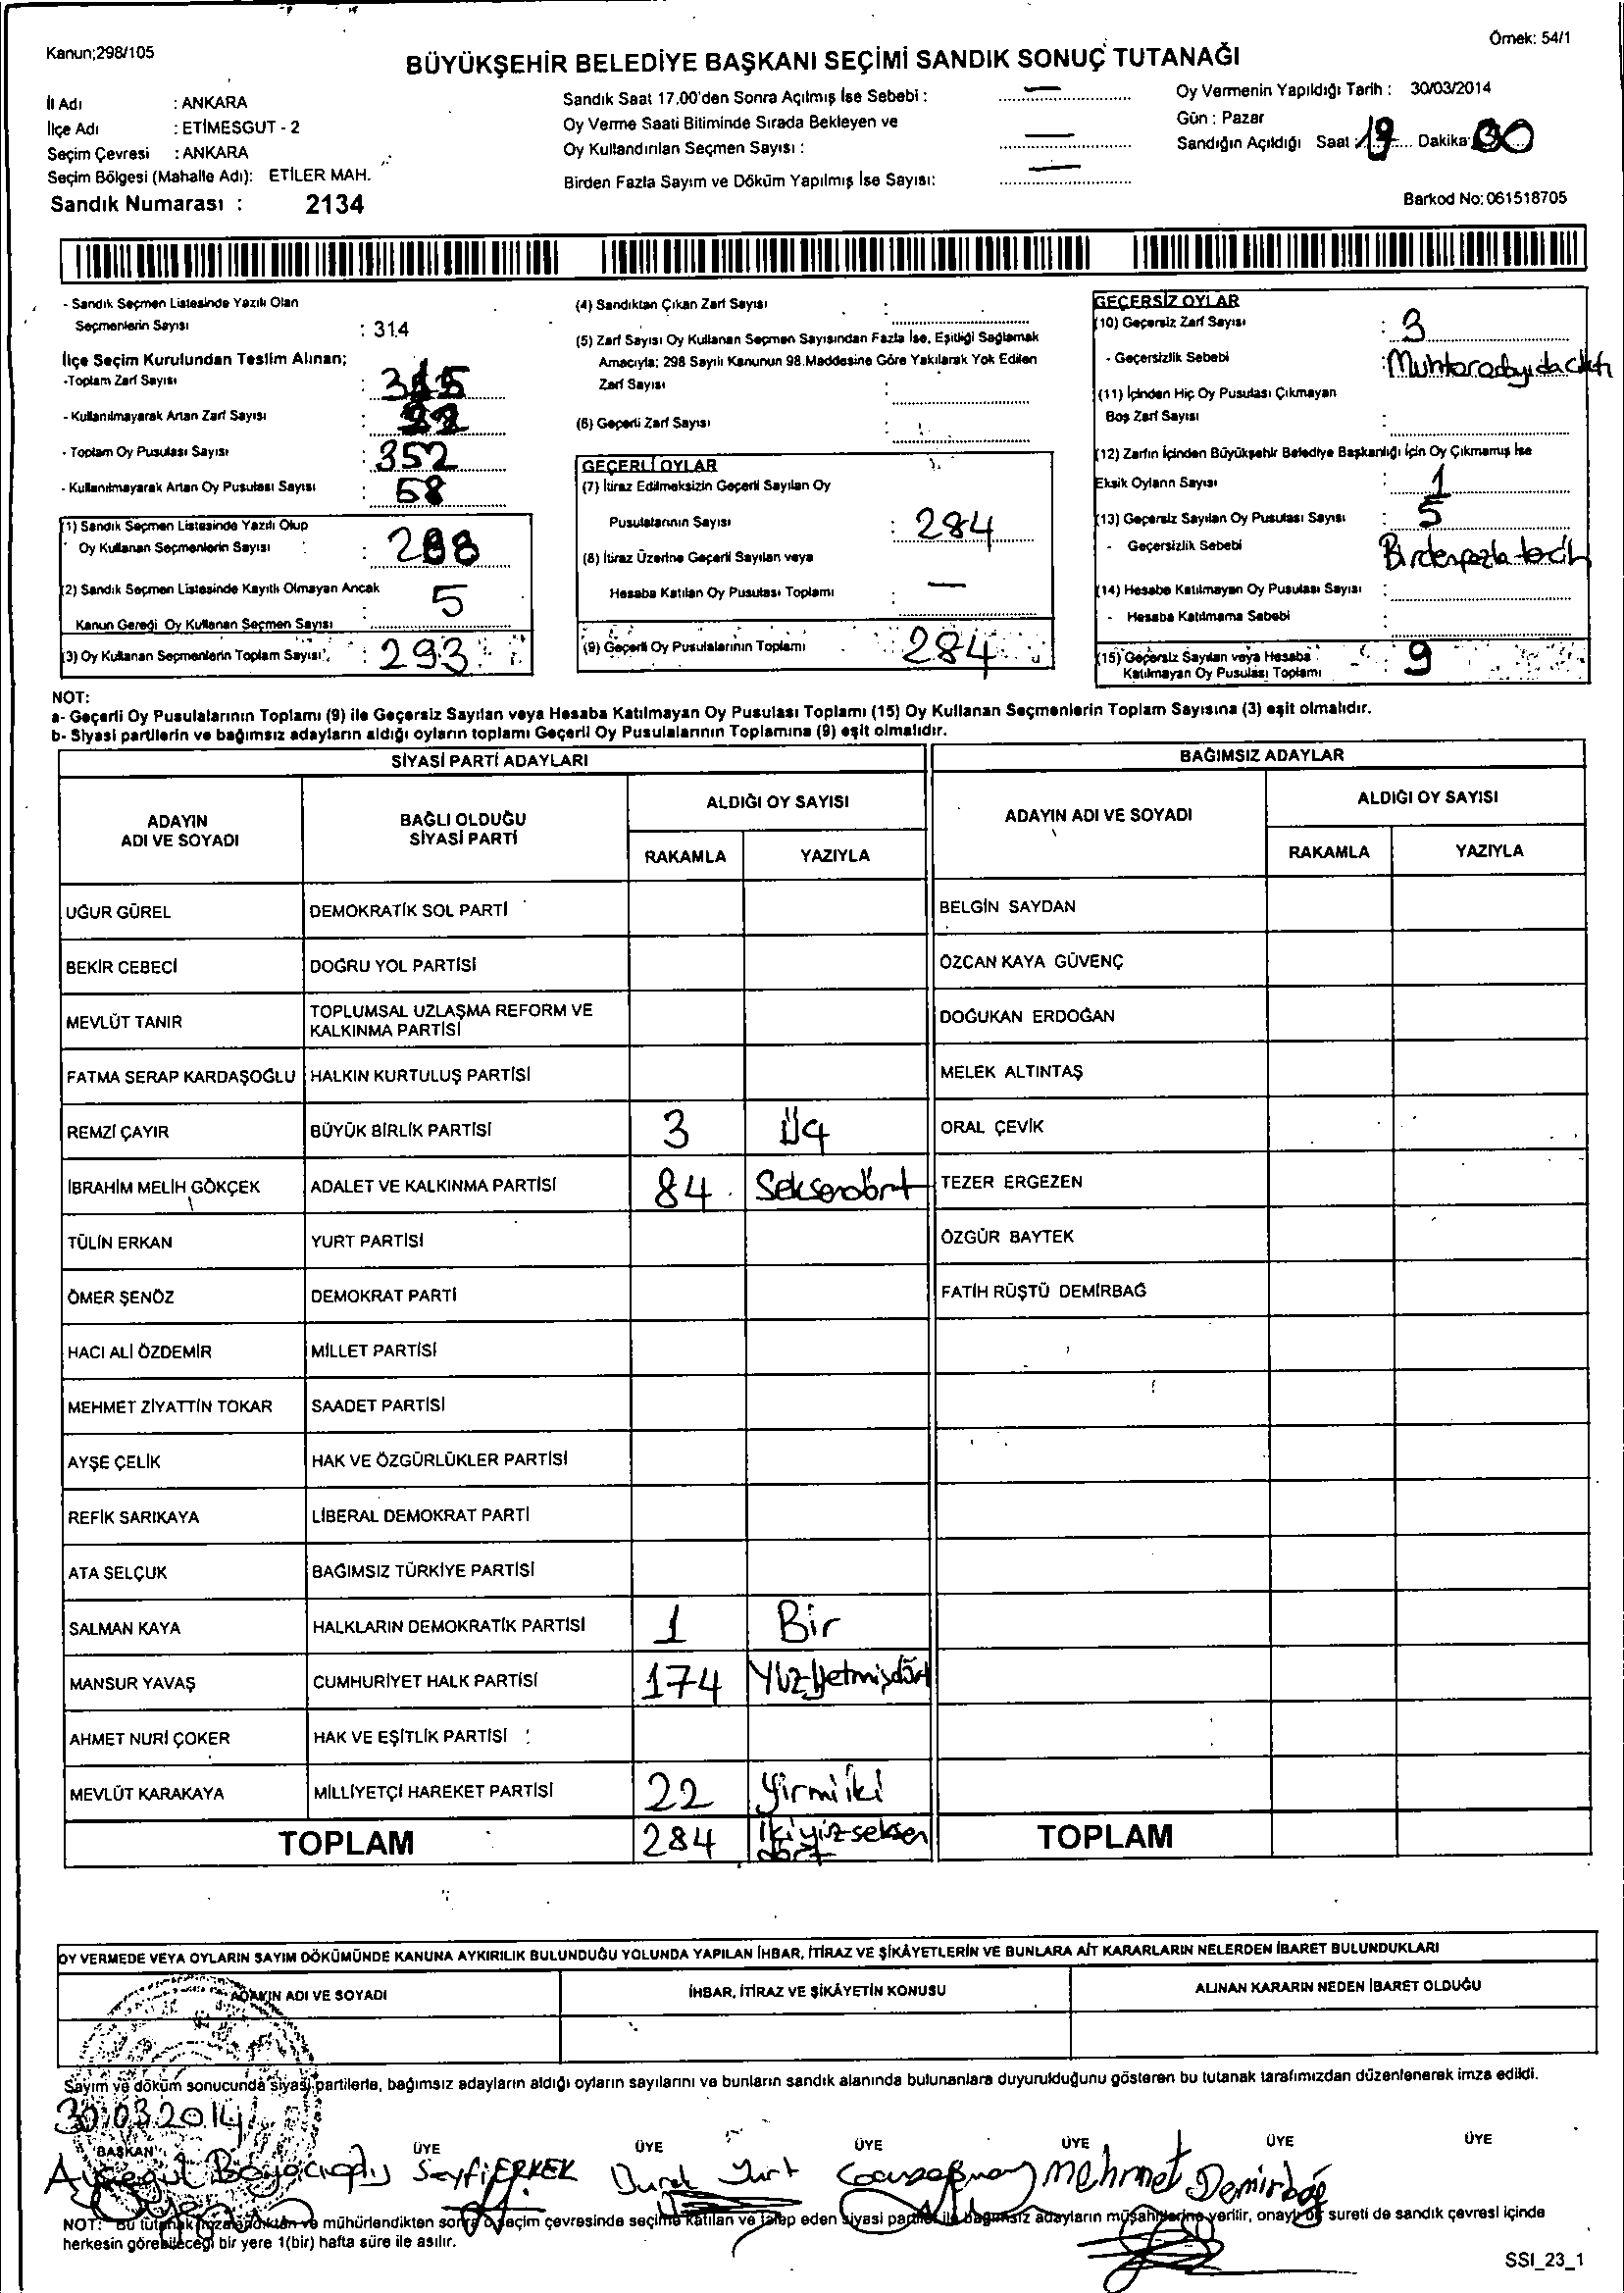 Kanun;298/105
Örnek: 54/1
BÜYÜKŞEHİR BELEDİYE BAŞKANI SEÇİMİ SANDIK SONUÇ TUTANAĞI
İl Adı : ANKARA
İlçe Adı : ETİMESGUT - 2
Seçim Çevresi : ANKARA
Seçim Bölgesi (Mahalle Adı): ETİLER MAH.
Sandık Numarası : 2134
Sandık Saat 17.00'den Sonra Açılmış İse Sebebi : —
Oy Verme Saati Bitiminde Sırada Bekleyen ve
Oy Kullandırılan Seçmen Sayısı : —
Birden Fazla Sayım ve Döküm Yapılmış İse Sayısı: —
Oy Vermenin Yapıldığı Tarih : 30/03/2014
Gün : Pazar
Sandığın Açıldığı Saat : Dakika:
Barkod No: 061518705
- Sandık Seçmen Listesinde Yazılı Olan
Seçmenlerin Sayısı : 314
İlçe Seçim Kurulundan Teslim Alınan;
-Toplam Zarf Sayısı :
- Kullanılmayarak Artan Zarf Sayısı :
- Toplam Oy Pusulası Sayısı : 352
- Kullanılmayarak Artan Oy Pusulası Sayısı : 58
(1) Sandık Seçmen Listesinde Yazılı Olup
Oy Kullanan Seçmenlerin Sayısı : 288
(2) Sandık Seçmen Listesinde Kayıtlı Olmayan Ancak
Kanun Gereği Oy Kullanan Seçmen Sayısı : 5
(3) Oy Kullanan Seçmenlerin Toplam Sayısı : 293
(4) Sandıktan Çıkan Zarf Sayısı :
(5) Zarf Sayısı Oy Kullanan Seçmen Sayısından Fazla İse, Eşitliği Sağlamak
Amacıyla; 298 Sayılı Kanunun 98.Maddesine Göre Yakılarak Yok Edilen
Zarf Sayısı :
(6) Geçerli Zarf Sayısı :
GEÇERLİ OYLAR
(7) İtiraz Edilmeksizin Geçerli Sayılan Oy
Pusulalarının Sayısı : 284
(8) İtiraz Üzerine Geçerli Sayılan veya
Hesaba Katılan Oy Pusulası Toplamı : —
(9) Geçerli Oy Pusulalarının Toplamı : 284
GEÇERSİZ OYLAR
(10) Geçersiz Zarf Sayısı : 3
- Geçersizlik Sebebi : Muhtar adayı da çıktı
(11) İçinden Hiç Oy Pusulası Çıkmayan
Boş Zarf Sayısı :
(12) Zarfın İçinden Büyükşehir Belediye Başkanlığı İçin Oy Çıkmamış İse
Eksik Oyların Sayısı : 1
(13) Geçersiz Sayılan Oy Pusulası Sayısı : 5
- Geçersizlik Sebebi Birden fazla tercih
(14) Hesaba Katılmayan Oy Pusulası Sayısı :
- Hesaba Katılmama Sebebi :
(15) Geçersiz Sayılan veya Hesaba
Katılmayan Oy Pusulası Toplamı : 9
NOT:
a- Geçerli Oy Pusulalarının Toplamı (9) ile Geçersiz Sayılan veya Hesaba Katılmayan Oy Pusulası Toplamı (15) Oy Kullanan Seçmenlerin Toplam Sayısına (3) eşit olmalıdır.
b- Siyasi partilerin ve bağımsız adayların aldığı oyların toplamı Geçerli Oy Pusulalarının Toplamına (9) eşit olmalıdır.
SİYASİ PARTİ ADAYLARI BAĞIMSIZ ADAYLAR
ADAYIN
ADI VE SOYADI
BAĞLI OLDUĞU
SİYASİ PARTİ
ALDIĞI OY SAYISI
RAKAMLA YAZIYLA
ADAYIN ADI VE SOYADI
ALDIĞI OY SAYISI
RAKAMLA YAZIYLA
UĞUR GÜREL DEMOKRATİK SOL PARTİ BELGİN SAYDAN
BEKİR CEBECİ DOĞRU YOL PARTİSİ ÖZCAN KAYA GÜVENÇ
MEVLÜT TANIR TOPLUMSAL UZLAŞMA REFORM VE
KALKINMA PARTİSİ DOĞUKAN ERDOĞAN
FATMA SERAP KARDAŞOĞLU HALKIN KURTULUŞ PARTİSİ MELEK ALTINTAŞ
REMZİ ÇAYIR BÜYÜK BİRLİK PARTİSİ 3 Üç ORAL ÇEVİK
İBRAHİM MELİH GÖKÇEK ADALET VE KALKINMA PARTİSİ 84 Seksendört TEZER ERGEZEN
TÜLİN ERKAN YURT PARTİSİ ÖZGÜR BAYTEK
ÖMER ŞENÖZ DEMOKRAT PARTİ FATİH RÜŞTÜ DEMİRBAĞ
HACI ALİ ÖZDEMİR MİLLET PARTİSİ
MEHMET ZİYATTİN TOKAR SAADET PARTİSİ
AYŞE ÇELİK HAK VE ÖZGÜRLÜKLER PARTİSİ
REFİK SARIKAYA LİBERAL DEMOKRAT PARTİ
ATA SELÇUK BAĞIMSIZ TÜRKİYE PARTİSİ
SALMAN KAYA HALKLARIN DEMOKRATİK PARTİSİ 1 Bir
MANSUR YAVAŞ CUMHURİYET HALK PARTİSİ 174 Yüzyetmişdört
AHMET NURİ ÇOKER HAK VE EŞİTLİK PARTİSİ
MEVLÜT KARAKAYA MİLLİYETÇİ HAREKET PARTİSİ 22 Yirmiiki
TOPLAM 284 İkiyüzseksen
dört TOPLAM
OY VERMEDE VEYA OYLARIN SAYIM DÖKÜMÜNDE KANUNA AYKIRILIK BULUNDUĞU YOLUNDA YAPILAN İHBAR, İTİRAZ VE ŞİKÂYETLERİN VE BUNLARA AİT KARARLARIN NELERDEN İBARET BULUNDUKLARI
ADAYIN ADI VE SOYADI İHBAR, İTİRAZ VE ŞİKÂYETİN KONUSU ALINAN KARARIN NEDEN İBARET OLDUĞU
Sayım ve döküm sonucunda siyasi partilerle, bağımsız adayların aldığı oyların sayılarını ve bunların sandık alanında bulunanlara duyurulduğunu gösteren bu tutanak tarafımızdan düzenlenerek imza edildi.
30.03.2014
BAŞKAN ÜYE ÜYE ÜYE ÜYE ÜYE ÜYE
Ayşegül Boyacıoğlu Seyfi ERKEK Durak Yurt Mehmet Demirbağ
NOT: Bu tutanak imzalandıktan ve mühürlendikten sonra o seçim çevresinde seçime katılan ve talep eden siyasi partiler ile bağımsız adayların müşahitlerine verilir, onaylı bir sureti de sandık çevresi içinde
herkesin görebileceği bir yere 1(bir) hafta süre ile asılır.
SSI_23_1